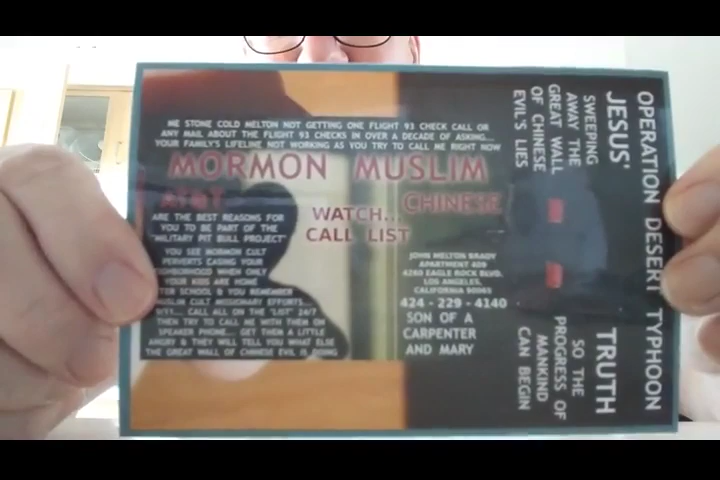 ME STONE COLD MELTON NOT GETTING ONE FLIGHT 93 CHECK CALL OR
ANY MAIL ABOUT THE FLIGHT 93 CHECKS IN OVER A DECADE OF ASKING...
YOUR FAMILY'S LIFELINE NOT WORKING AS YOU TRY TO CALL ME RIGHT NOW
MORMON MUSLIM
AT&T
CHINESE
WATCH...
CALL LIST
ARE THE BEST REASONS FOR
YOU TO BE PART OF THE
"MILITARY PIT BULL PROJECT"
YOU SEE MORMON CULT
PERVERTS CASING YOUR
WHEN ONLY
YOUR KIDS ARE HOME
SCHOOL & YOU REMEMBER
CULT MISSIONARY EFFORTS...
CALL ALL ON THE "LIST" 24/7
THEN TRY TO CALL ME WITH THEM ON
SPEAKER PHONE... GET THEM A LITTLE
ANGRY & THEY WILL TELL YOU WHAT ELSE
THE GREAT WALL OF CHINESE EVIL IS DOING
JOHN MELTON BRADY
APARTMENT 409
4260 EAGLE ROCK BLVD.
LOS ANGELES,
CALIFORNIA 90065
424 - 229 - 4140
SON OF A
CARPENTER
AND MARY
OPERATION DESERT TYPHOON
JESUS' TRUTH
SWEEPING SO THE
AWAY THE MANKIND
GREAT WALL PROGRESS OF
OF CHINESE CAN BEGIN
EVIL'S LIES